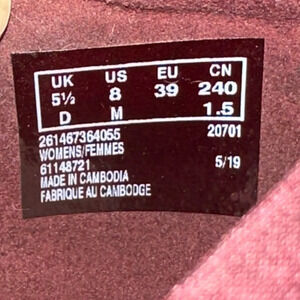 UK US EU CN
5½ 8 39 240
D M 1.5
261467364055 20701
WOMENS/FEMMES
61148721 5/19
MADE IN CAMBODIA
FABRIQUE AU CAMBODGE